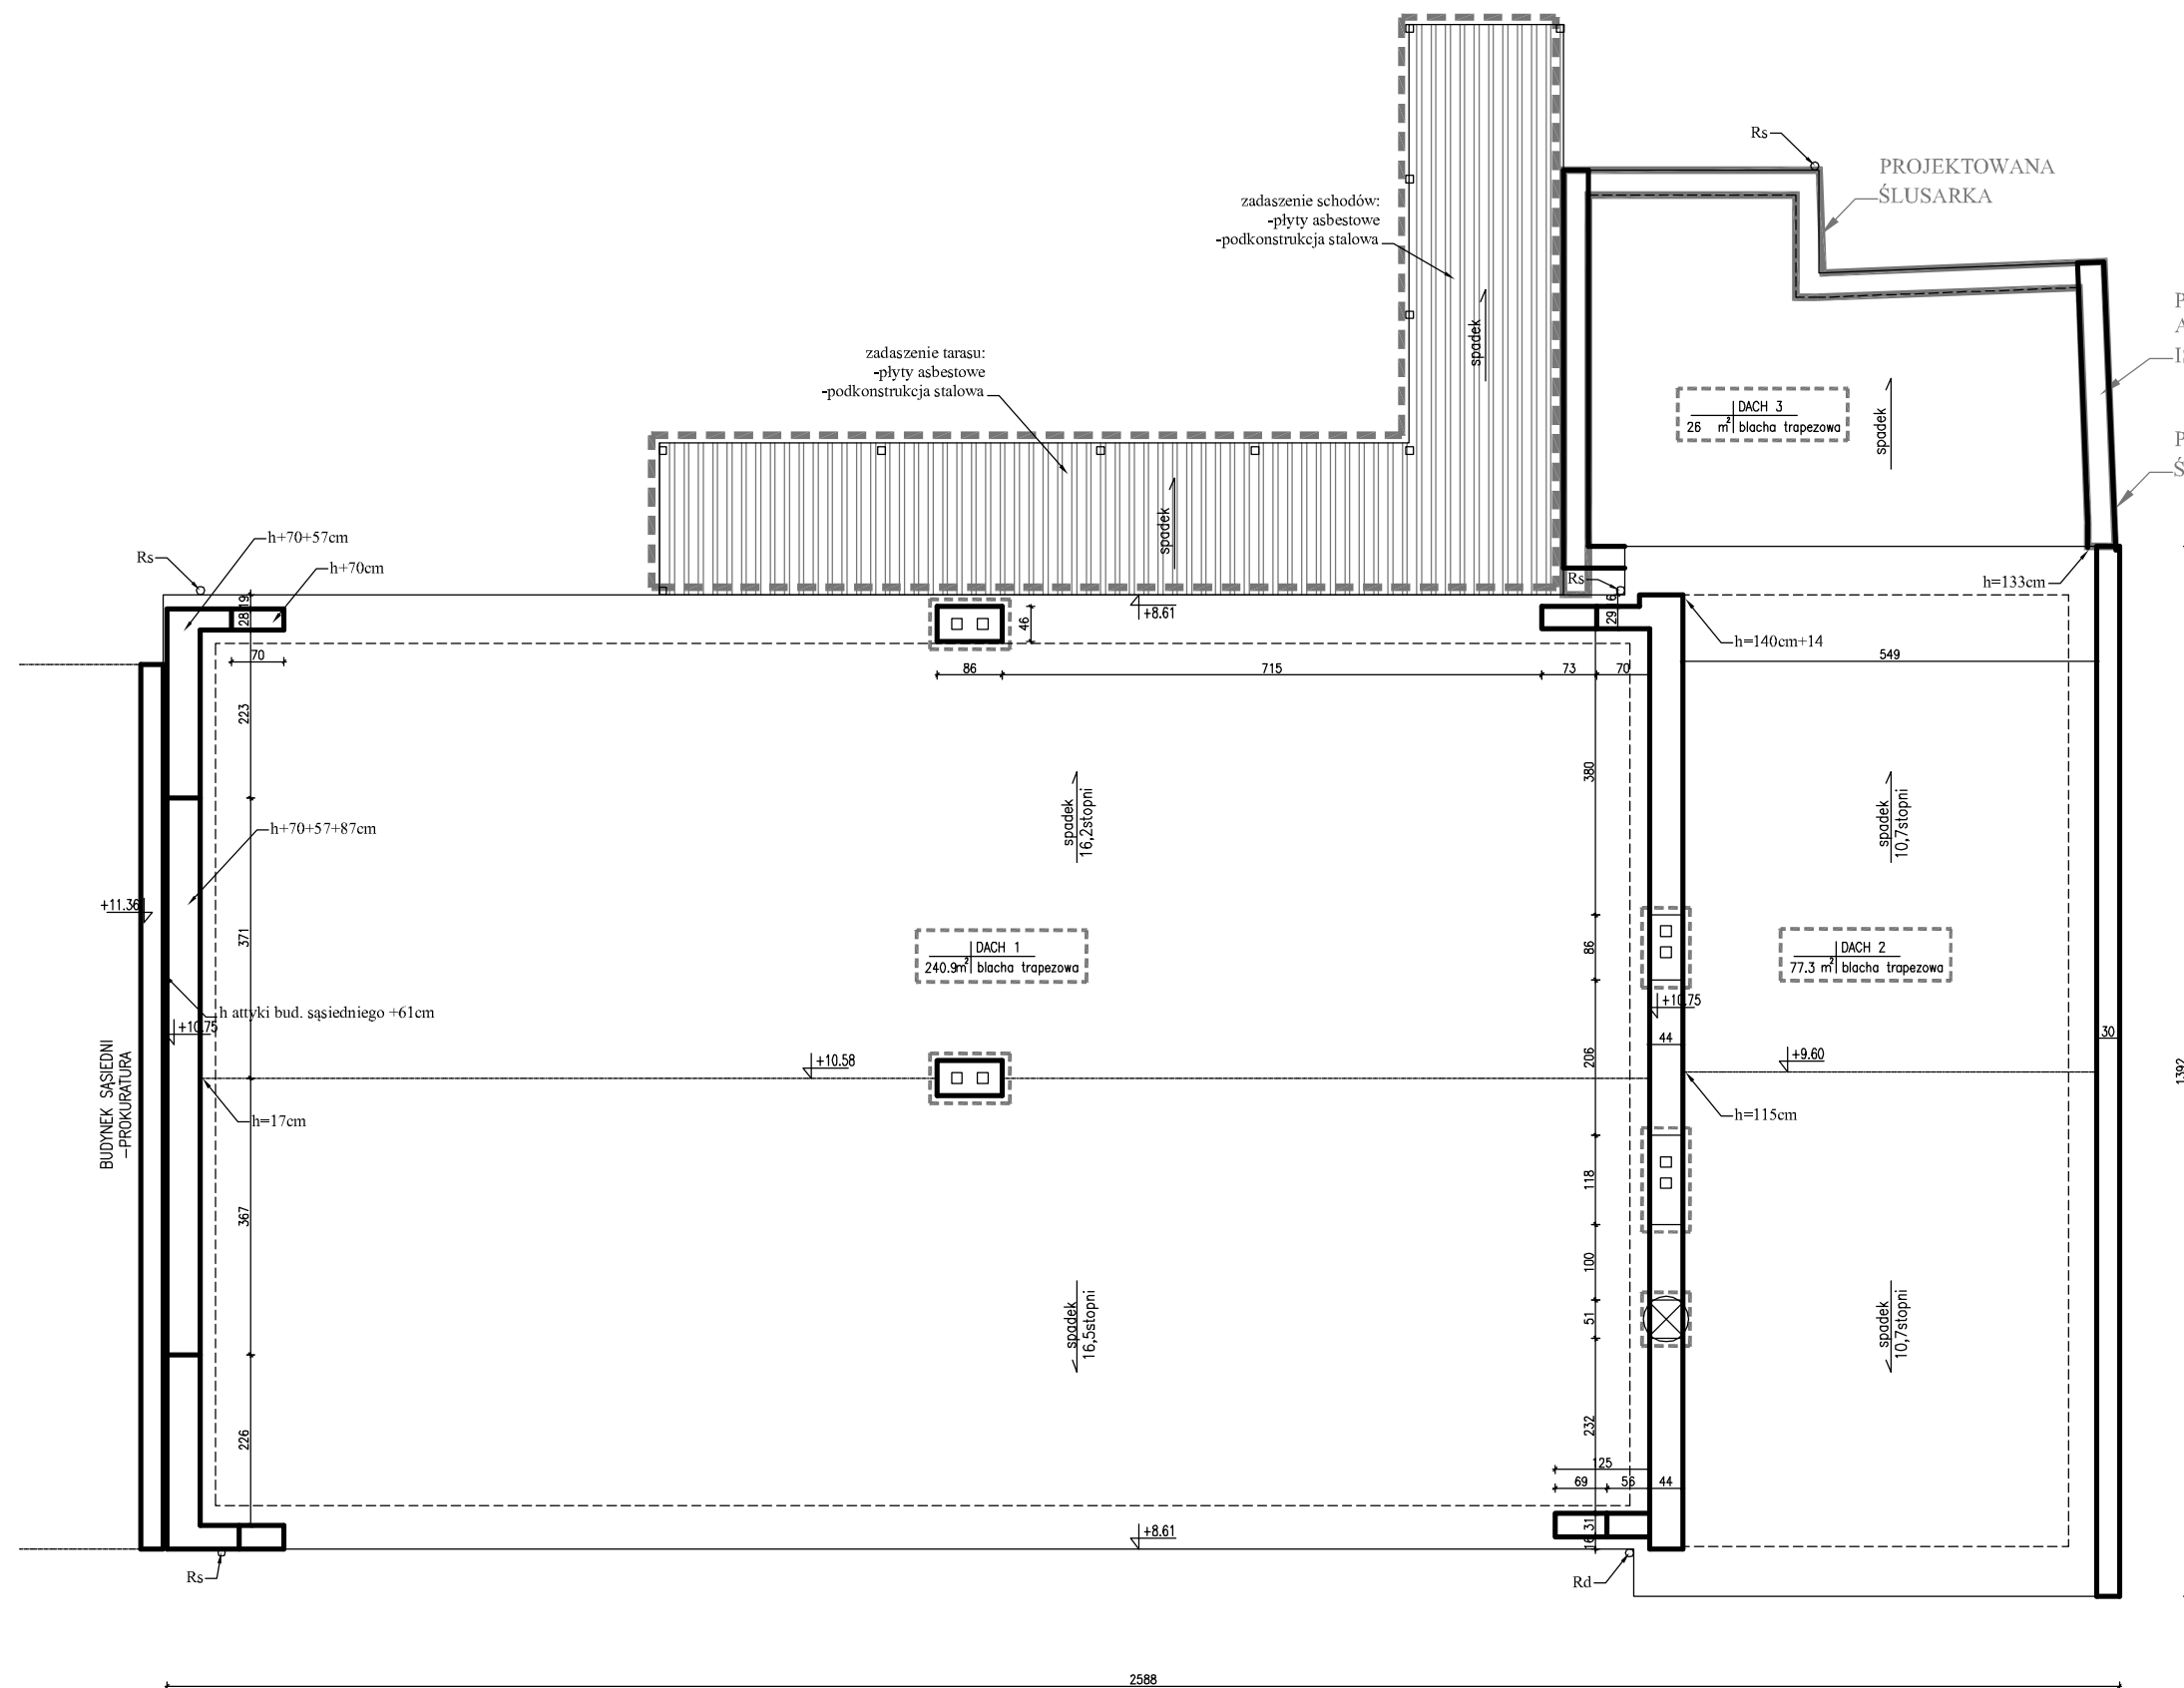 Rs
PROJEKTOWANA
ŚLUSARKA
zadaszenie schodów:
-płyty asbestowe
-podkonstrukcja stalowa
spadek
zadaszenie tarasu:
-płyty asbestowe
-podkonstrukcja stalowa
spadek
DACH 3
26 m² blacha trapezowa
spadek
h+70+57cm
Rs
h+70cm
Rs
h=133cm
19
28
70
46
+8.61
29
16
h=140cm+14
549
86
715
73
70
223
380
spadek
16,2stopni
spadek
10,7stopni
h+70+57+87cm
+11.36
371
DACH 1
240.9m² blacha trapezowa
86
DACH 2
77.3 m² blacha trapezowa
h attyki bud. sąsiedniego +61cm
+10.75
+10.75
44
30
BUDYNEK SĄSIEDNI
-PROKURATURA
+10.58
206
+9.60
1392
h=17cm
h=115cm
367
118
100
51
spadek
16,5stopni
spadek
10,7stopni
226
232
125
69
56
44
31
16
+8.61
Rs
Rd
2588